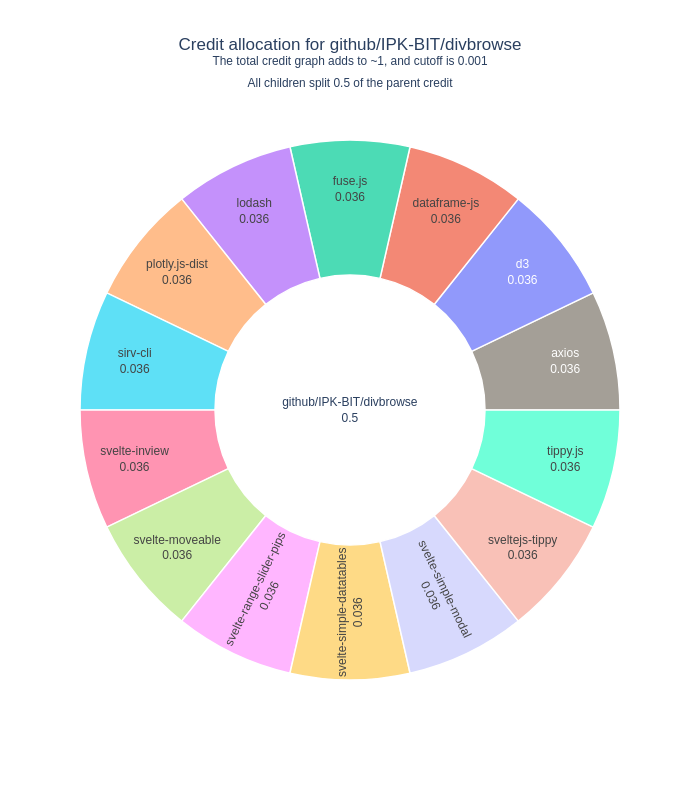 Credit allocation for github/IPK-BIT/divbrowse
The total credit graph adds to ~1, and cutoff is 0.001
All children split 0.5 of the parent credit
fuse.js
0.036
lodash
0.036
dataframe-js
0.036
plotly.js-dist
0.036
d3
0.036
sirv-cli
0.036
axios
0.036
github/IPK-BIT/divbrowse
0.5
svelte-inview
0.036
tippy.js
0.036
svelte-moveable
0.036
sveltejs-tippy
0.036
svelte-range-slider-pips
0.036
svelte-simple-datatables
0.036
svelte-simple-modal
0.036